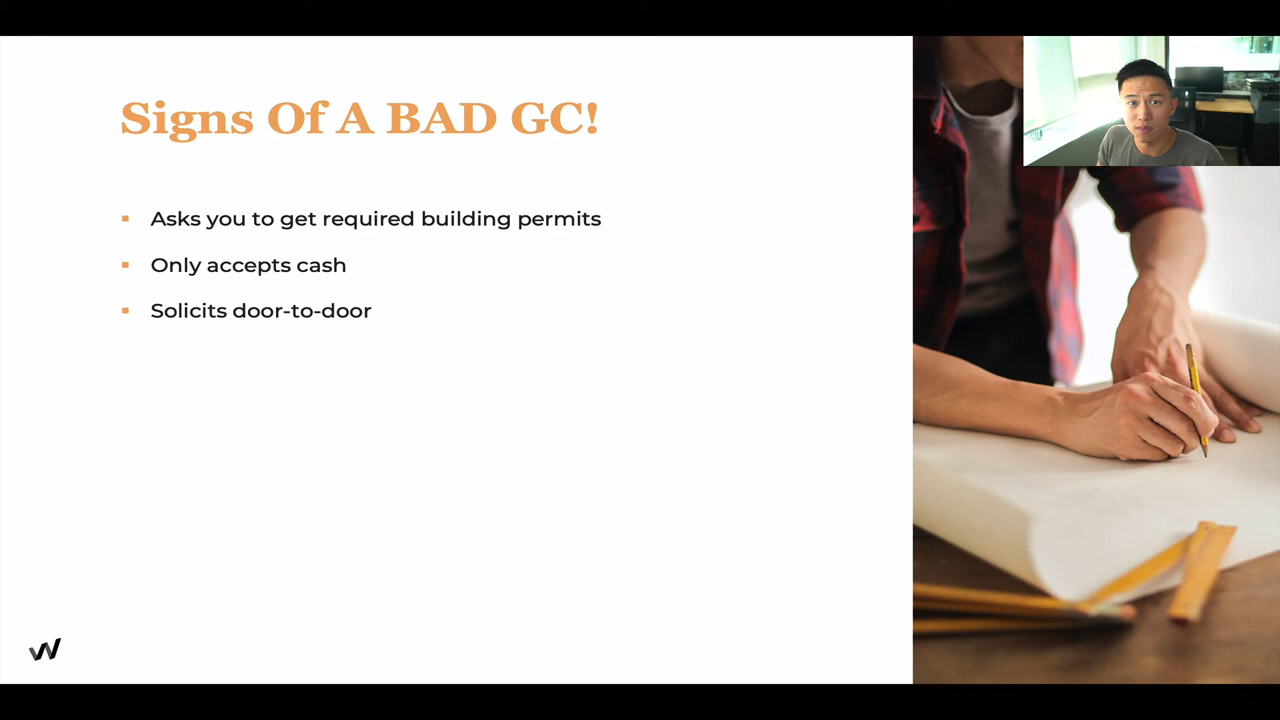 Signs Of A BAD GC!
Asks you to get required building permits
Only accepts cash
Solicits door-to-door